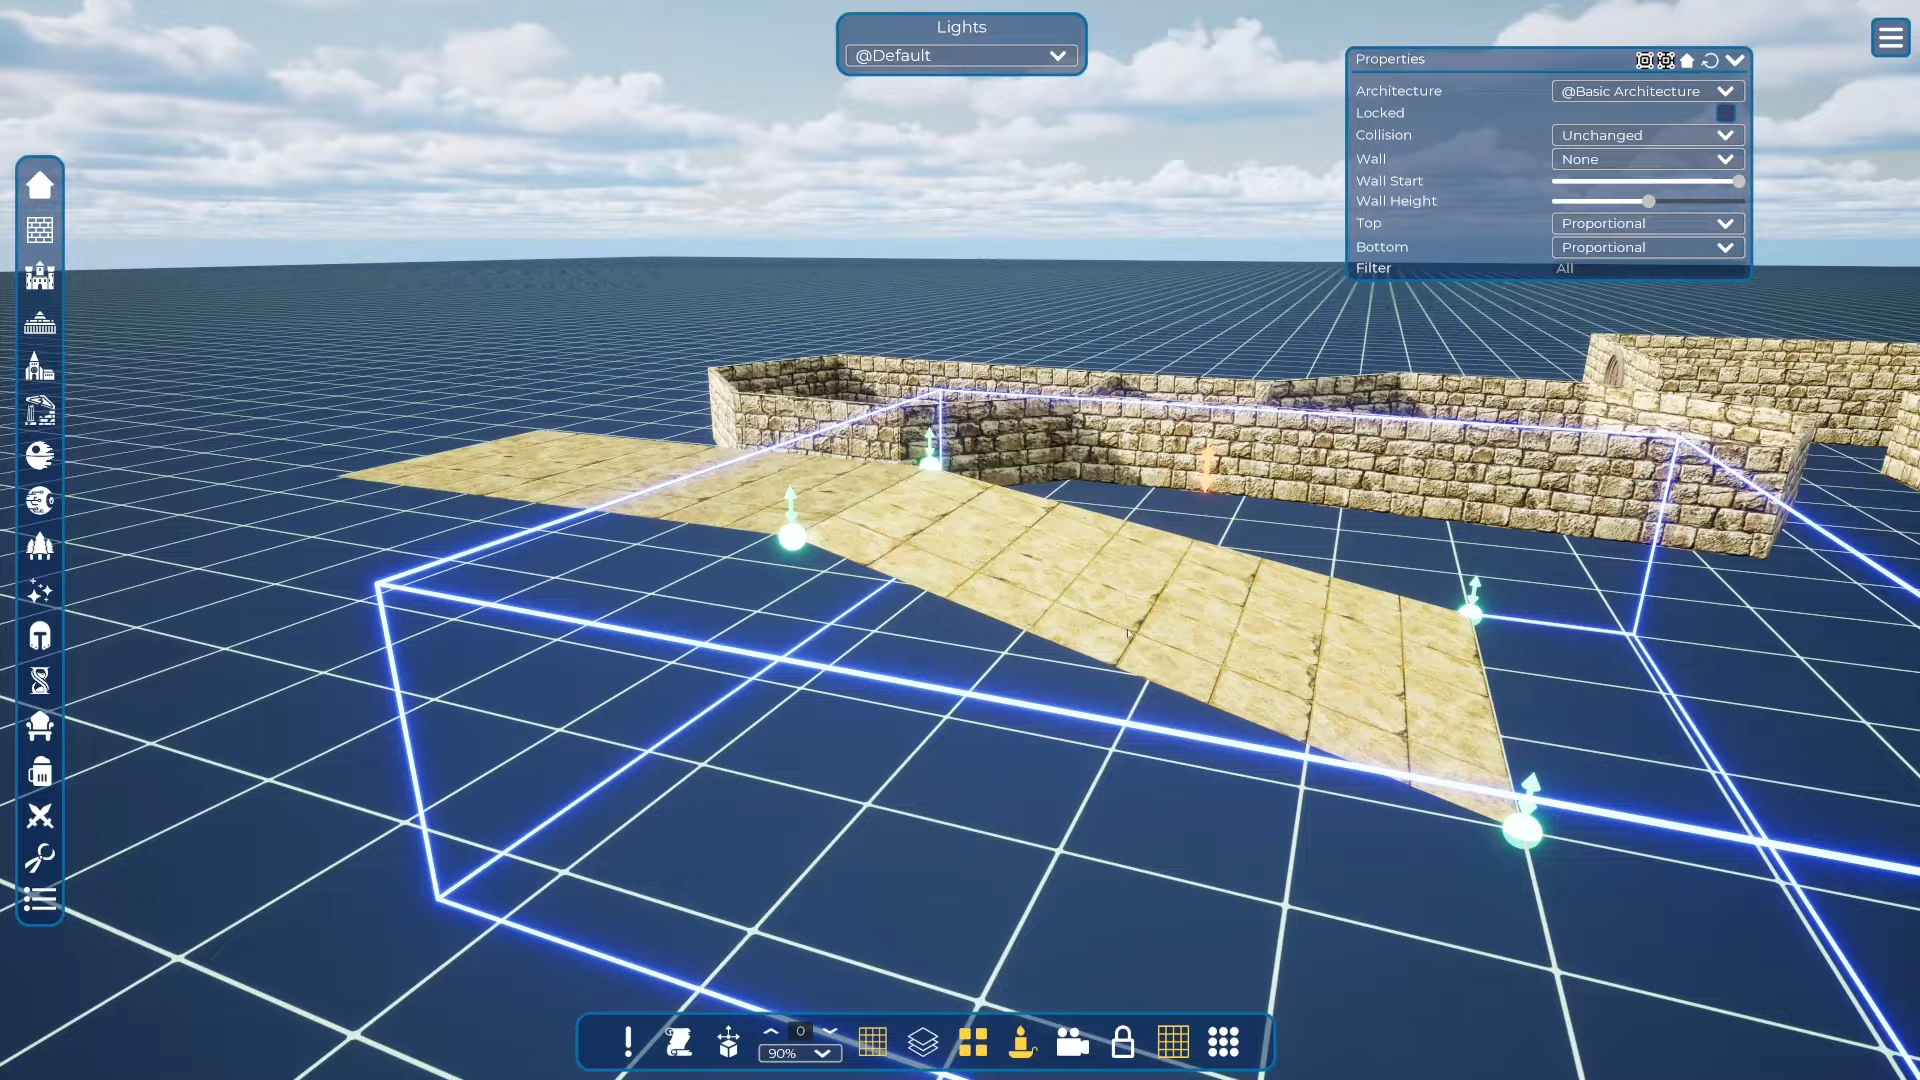 Lights
@Default
Properties
Architecture @Basic Architecture
Locked
Collision Unchanged
Wall None
Wall Start
Wall Height
Top Proportional
Bottom Proportional
Filter All
0
90%